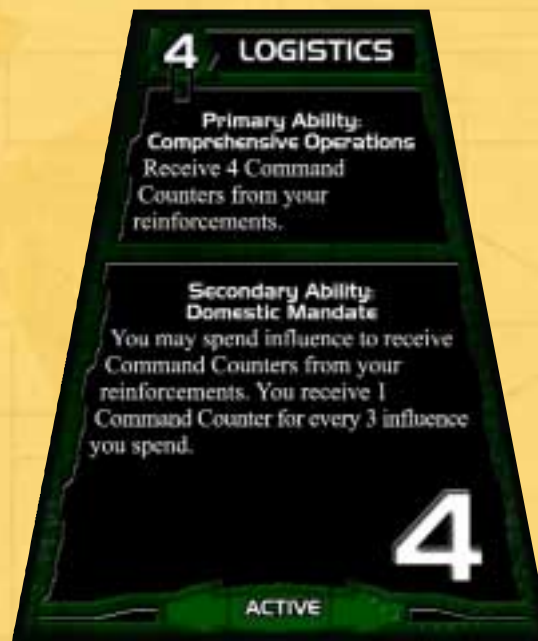 4 LOGISTICS
Primary Ability:
Comprehensive Operations
Receive 4 Command
Counters from your
reinforcements.
Secondary Ability:
Domestic Mandate
You may spend influence to receive
Command Counters from your
reinforcements. You receive 1
Command Counter for every 3 influence
you spend.
4
ACTIVE